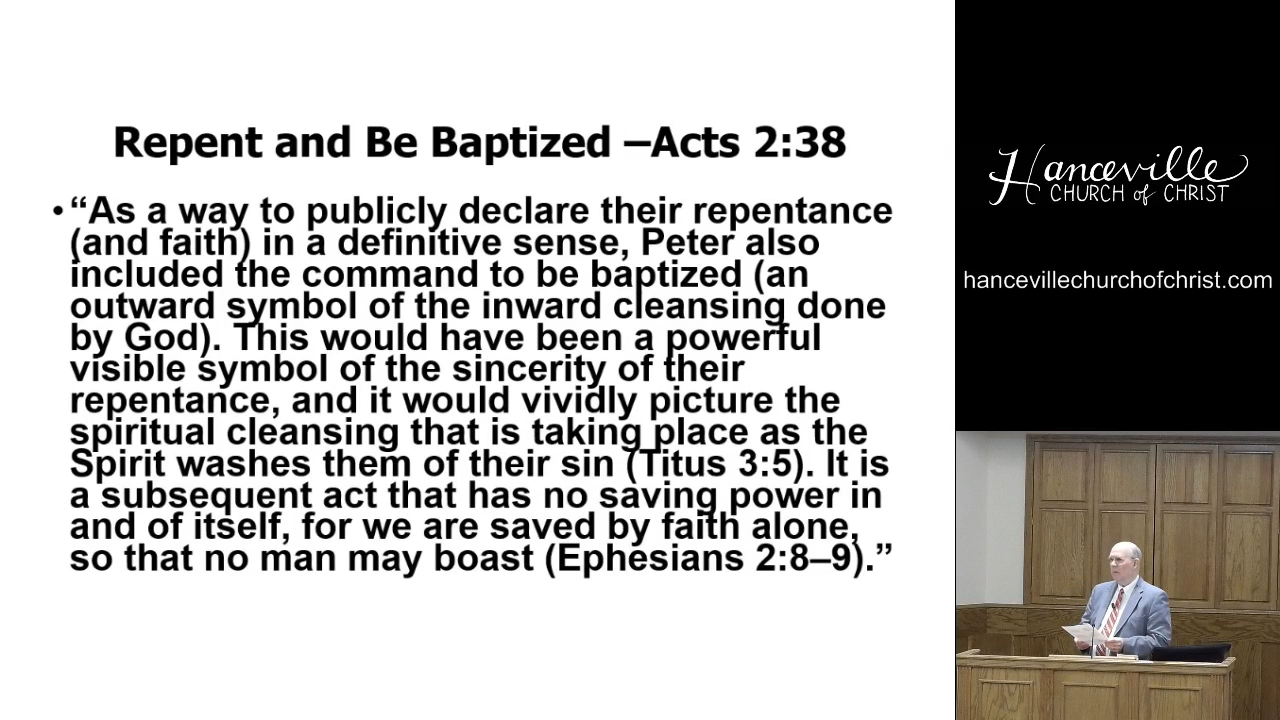 Repent and Be Baptized –Acts 2:38
• “As a way to publicly declare their repentance
(and faith) in a definitive sense, Peter also
included the command to be baptized (an
outward symbol of the inward cleansing done
by God). This would have been a powerful
visible symbol of the sincerity of their
repentance, and it would vividly picture the
spiritual cleansing that is taking place as the
Spirit washes them of their sin (Titus 3:5). It is
a subsequent act that has no saving power in
and of itself, for we are saved by faith alone,
so that no man may boast (Ephesians 2:8–9).”
Hanceville
CHURCH of CHRIST
hancevillechurchofchrist.com